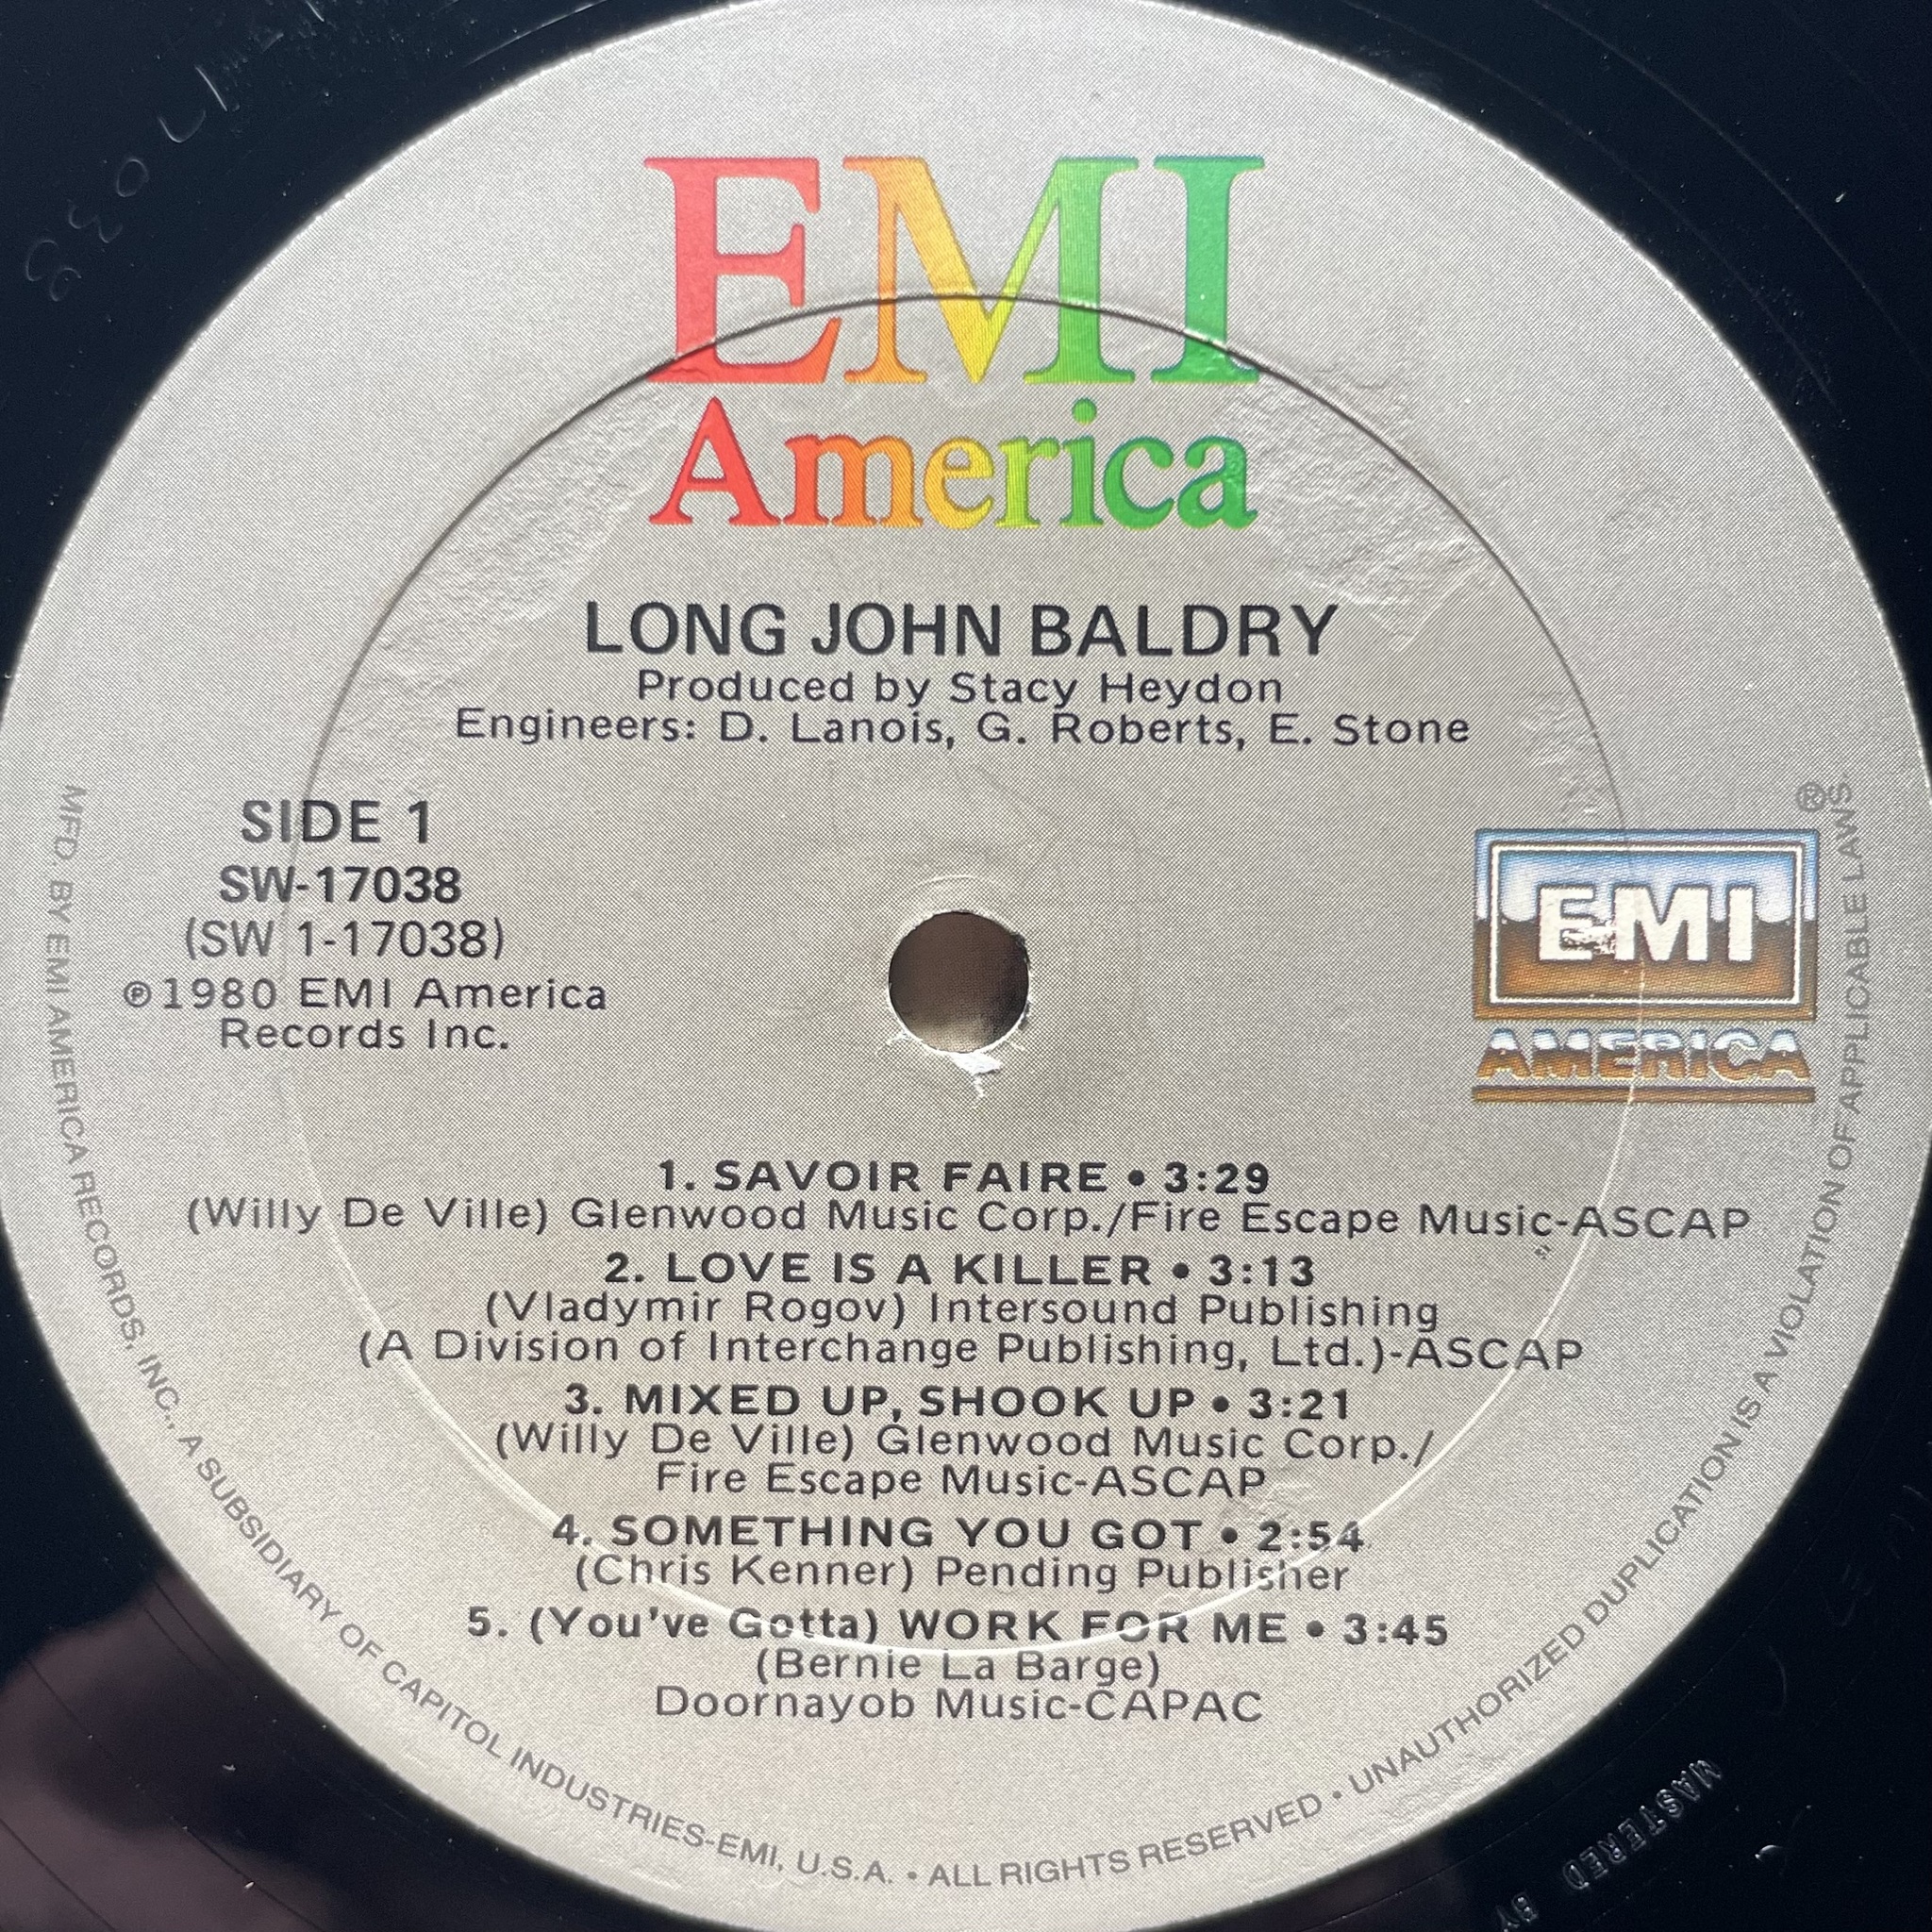 EMI
America
LONG JOHN BALDRY
Produced by Stacy Heydon
Engineers: D. Lanois, G. Roberts, E. Stone
SIDE 1
SW-17038
(SW 1-17038)
℗1980 EMI America
Records Inc.
®
EMI
AMERICA
1. SAVOIR FAIRE • 3:29
(Willy De Ville) Glenwood Music Corp./Fire Escape Music-ASCAP
2. LOVE IS A KILLER • 3:13
(Vladymir Rogov) Intersound Publishing
(A Division of Interchange Publishing, Ltd.)-ASCAP
3. MIXED UP, SHOOK UP • 3:21
(Willy De Ville) Glenwood Music Corp./
Fire Escape Music-ASCAP
4. SOMETHING YOU GOT • 2:54
(Chris Kenner) Pending Publisher
5. (You've Gotta) WORK FOR ME • 3:45
(Bernie La Barge)
Doornayob Music-CAPAC
MFD. BY EMI AMERICA RECORDS, INC., A SUBSIDIARY OF CAPITOL INDUSTRIES-EMI, U.S.A. • ALL RIGHTS RESERVED • UNAUTHORIZED DUPLICATION IS A VIOLATION OF APPLICABLE LAWS.
MASTERED BY